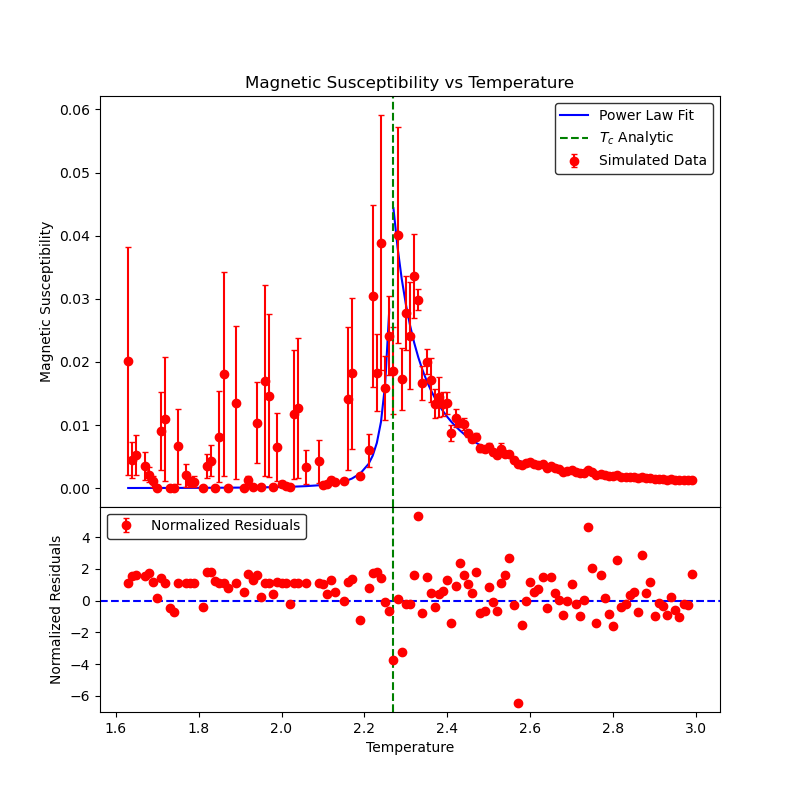 Magnetic Susceptibility vs Temperature
0.06
0.05
0.04
0.03
0.02
0.01
0.00
Magnetic Susceptibility
Power Law Fit
T_c Analytic
Simulated Data
Normalized Residuals
4
2
0
−2
−4
−6
Normalized Residuals
1.6 1.8 2.0 2.2 2.4 2.6 2.8 3.0
Temperature